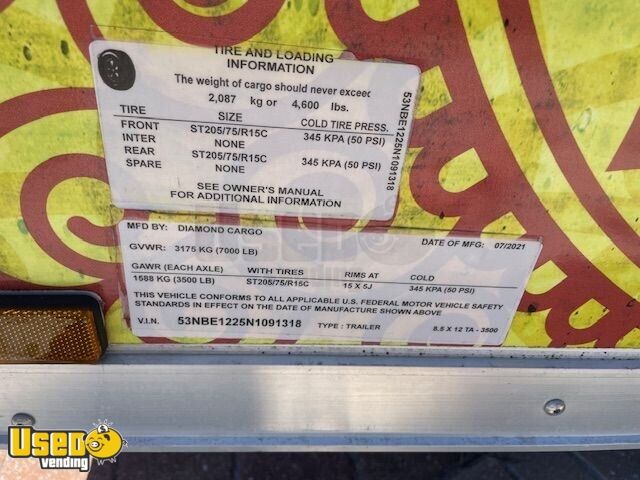 TIRE AND LOADING
INFORMATION
The weight of cargo should never exceed
2,087 kg or 4,600 lbs.
TIRE SIZE COLD TIRE PRESS.
FRONT ST205/75/R15C 345 KPA (50 PSI)
INTER NONE
REAR ST205/75/R15C 345 KPA (50 PSI)
SPARE NONE
SEE OWNER'S MANUAL
FOR ADDITIONAL INFORMATION
53NBE1225N1091318
MFD BY: DIAMOND CARGO DATE OF MFG: 07/2021
GVWR: 3175 KG (7000 LB)
GAWR (EACH AXLE) WITH TIRES RIMS AT COLD
1588 KG (3500 LB) ST205/75/R15C 15 X 5J 345 KPA (50 PSI)
THIS VEHICLE CONFORMS TO ALL APPLICABLE U.S. FEDERAL MOTOR VEHICLE SAFETY
STANDARDS IN EFFECT ON THE DATE OF MANUFACTURE SHOWN ABOVE
V.I.N. 53NBE1225N1091318 TYPE: TRAILER 8.5 X 12 TA - 3500
Used
vending